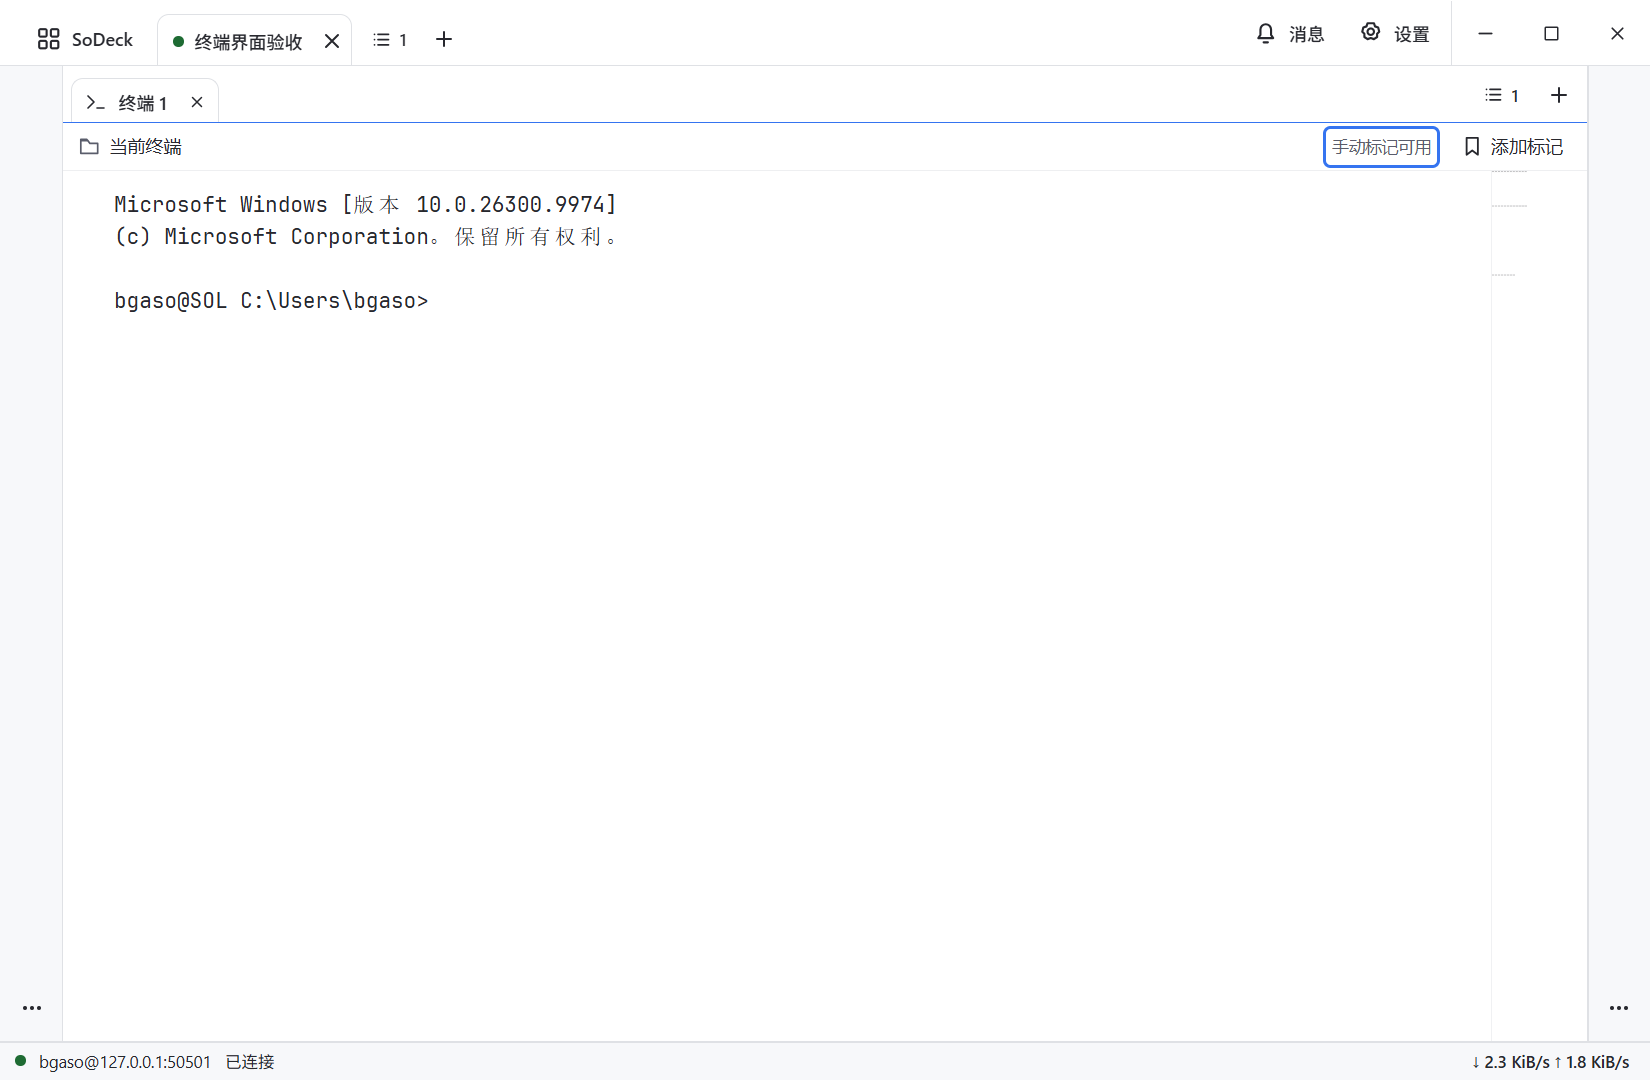 SoDeck
终端界面验收
1
消息
设置
终端 1
1
当前终端
手动标记可用
添加标记
Microsoft Windows [版本 10.0.26300.9974]
(c) Microsoft Corporation。保留所有权利。
bgaso@SOL C:\Users\bgaso>
bgaso@127.0.0.1:50501 已连接
↓ 2.3 KiB/s ↑ 1.8 KiB/s